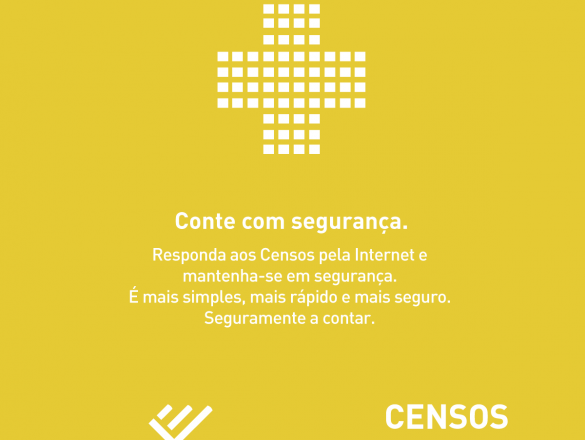 Conte com segurança.
Responda aos Censos pela Internet e
mantenha-se em segurança.
É mais simples, mais rápido e mais seguro.
Seguramente a contar.
CENSOS